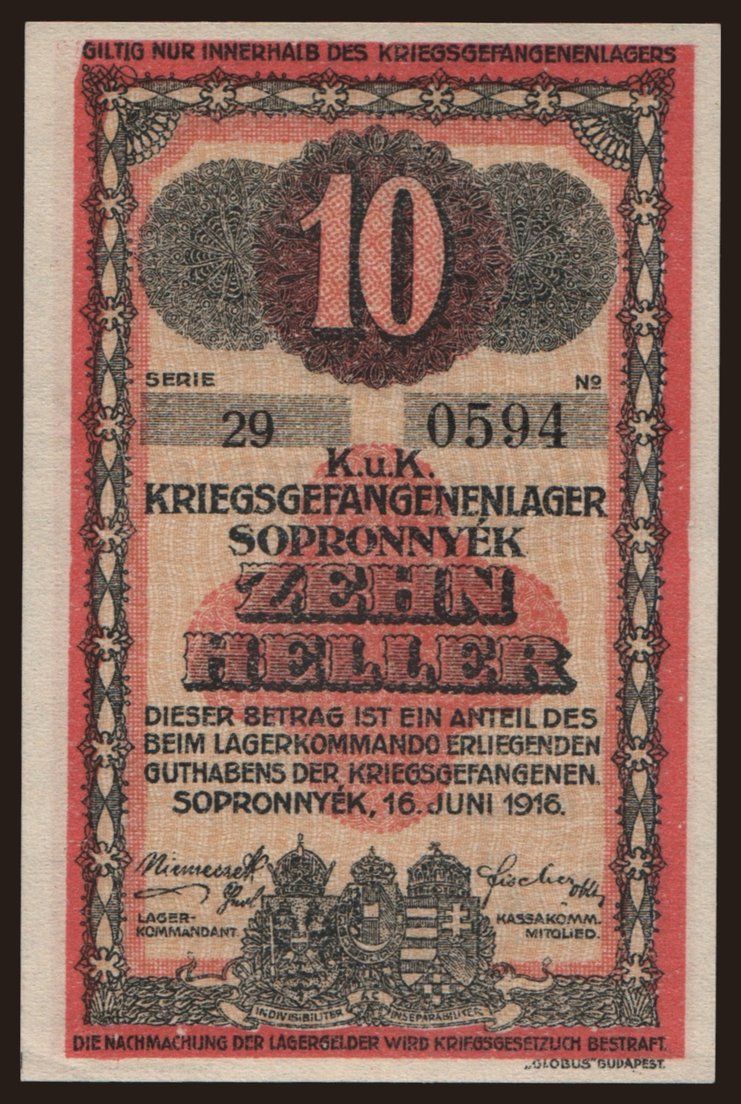 GILTIG NUR INNERHALB DES KRIEGSGEFANGENENLAGERS
10
SERIE Nº
29 0594
K.u.K.
KRIEGSGEFANGENENLAGER
SOPRONNYÉK
ZEHN
HELLER
DIESER BETRAG IST EIN ANTEIL DES
BEIM LAGERKOMMANDO ERLIEGENDEN
GUTHABENS DER KRIEGSGEFANGENEN.
SOPRONNYÉK, 16. JUNI 1916.
Fischer
LAGER-
KOMMANDANT
KASSAKOMM.
MITGLIED.
INDIVISIBILITER AC INSEPARABILITER
DIE NACHMACHUNG DER LAGERGELDER WIRD KRIEGSGESETZLICH BESTRAFT.
„GLOBUS" BUDAPEST.